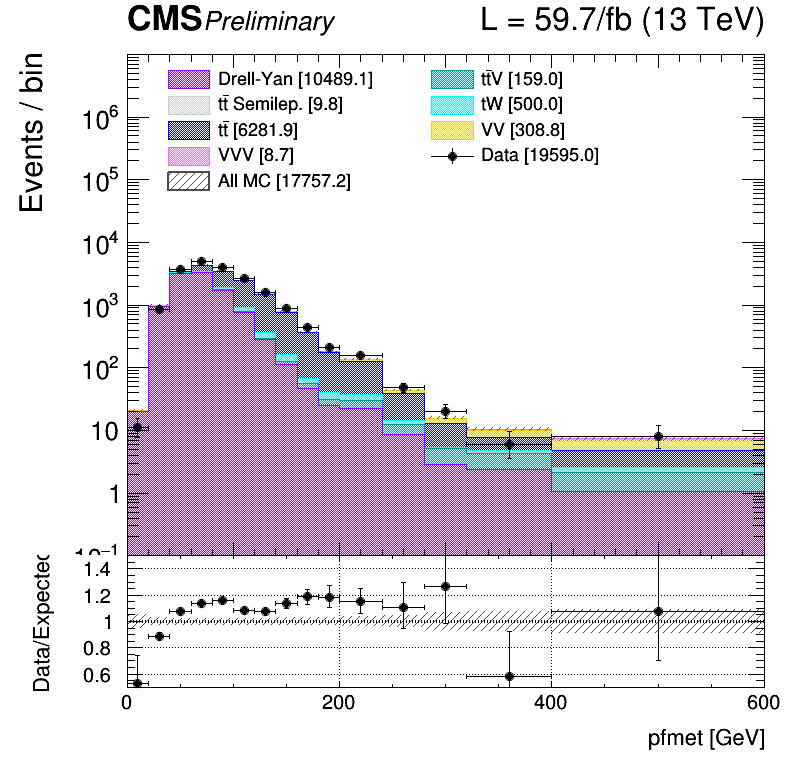 CMS Preliminary L = 59.7/fb (13 TeV)
Events / bin
Drell-Yan [10489.1]
tt̄ Semilep. [9.8]
tt̄ [6281.9]
VVV [8.7]
All MC [17757.2]
tt̄V [159.0]
tW [500.0]
VV [308.8]
Data [19595.0]
10⁶
10⁵
10⁴
10³
10²
10
1
10⁻¹
Data/Expected
1.4
1.2
1
0.8
0.6
0 200 400 600
pfmet [GeV]